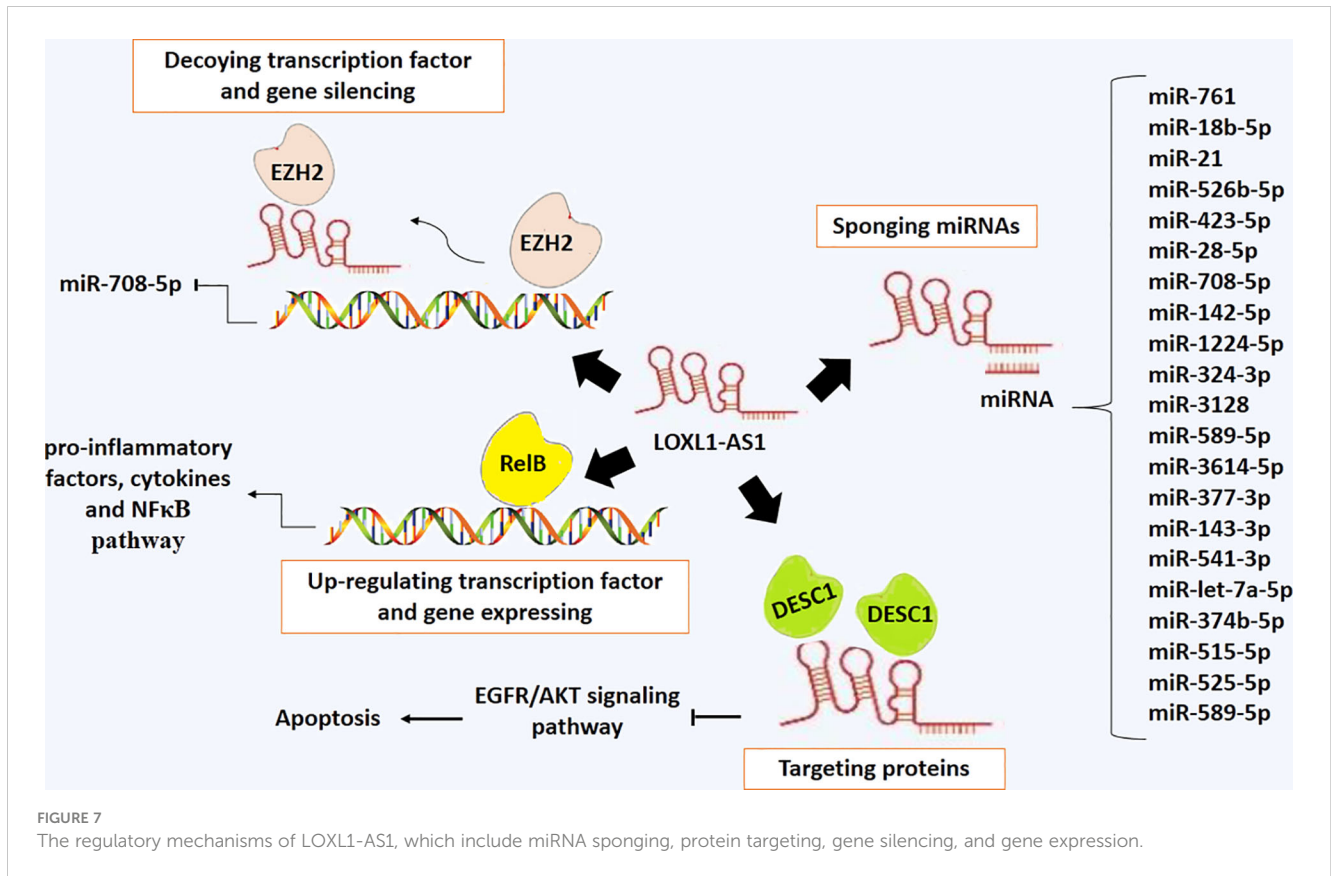 Decoying transcription factor
and gene silencing
EZH2
EZH2
miR-708-5p
Sponging miRNAs
miRNA
LOXL1-AS1
RelB
pro-inflammatory
factors, cytokines
and NFκB
pathway
Up-regulating transcription factor
and gene expressing
DESC1
DESC1
EGFR/AKT signaling
pathway
Apoptosis
Targeting proteins
miR-761
miR-18b-5p
miR-21
miR-526b-5p
miR-423-5p
miR-28-5p
miR-708-5p
miR-142-5p
miR-1224-5p
miR-324-3p
miR-3128
miR-589-5p
miR-3614-5p
miR-377-3p
miR-143-3p
miR-541-3p
miR-let-7a-5p
miR-374b-5p
miR-515-5p
miR-525-5p
miR-589-5p
FIGURE 7
The regulatory mechanisms of LOXL1-AS1, which include miRNA sponging, protein targeting, gene silencing, and gene expression.